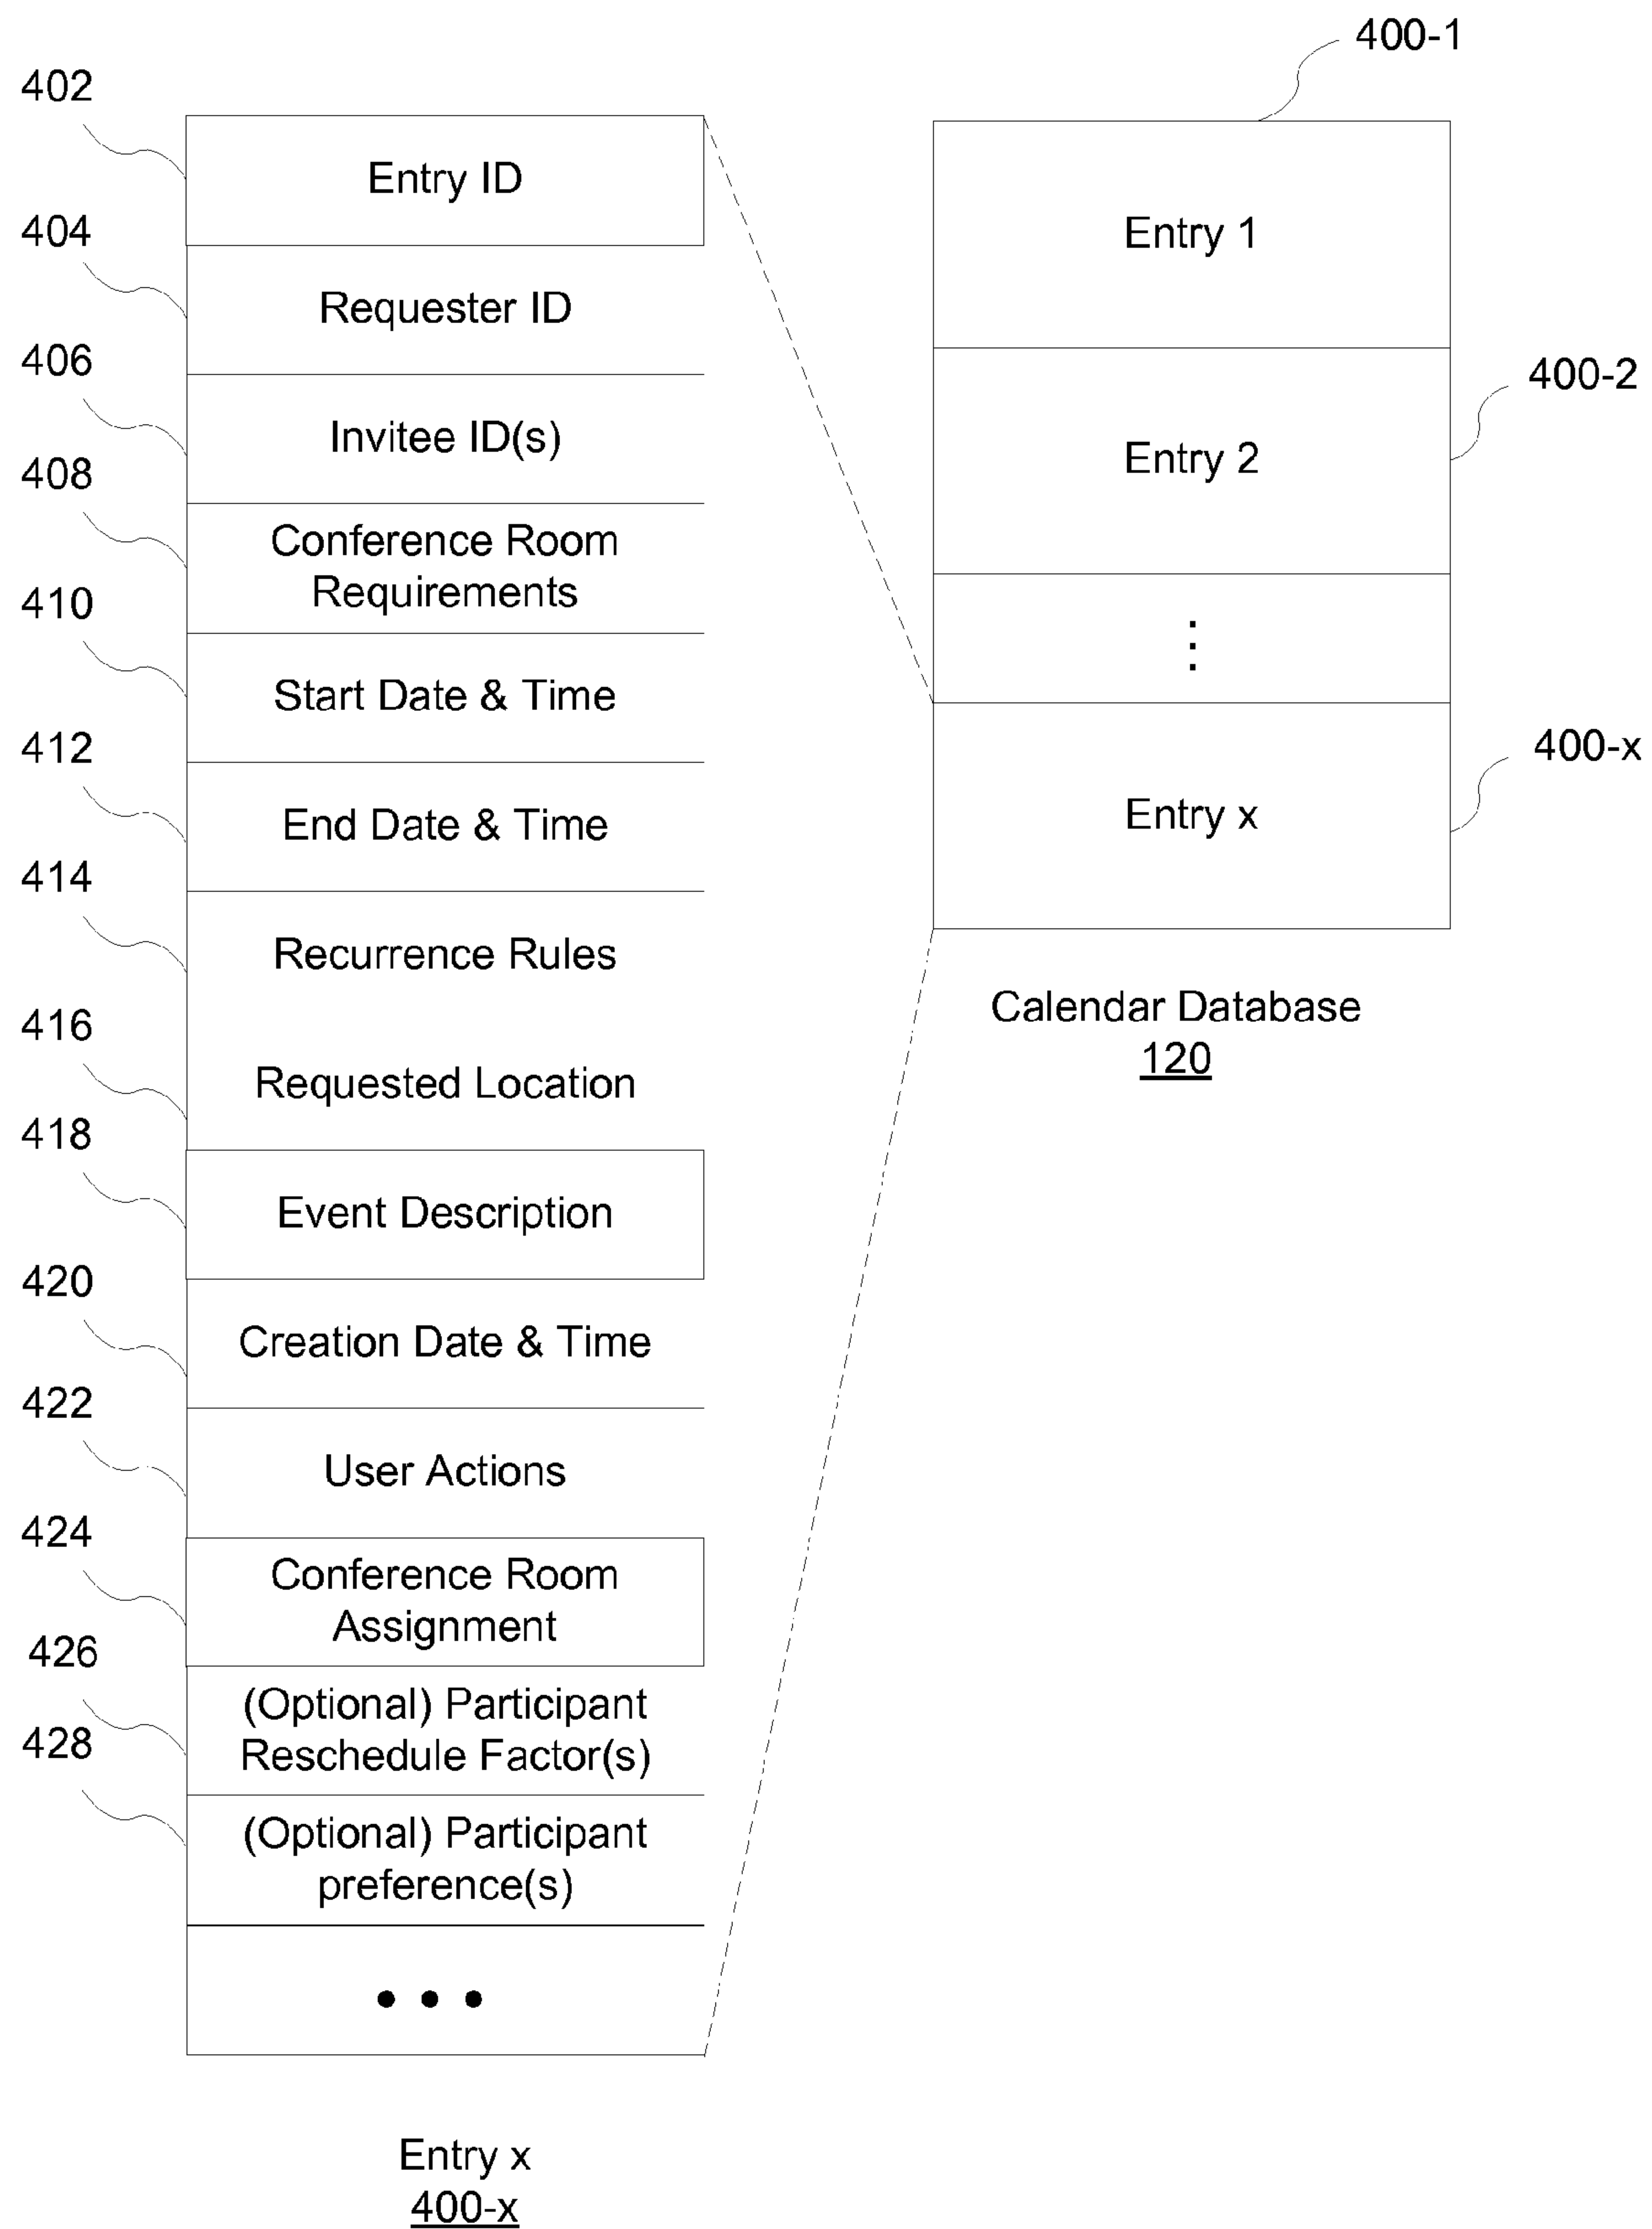 400-1
402
Entry ID
404
Requester ID
406
Invitee ID(s)
408
Conference Room
Requirements
410
Start Date & Time
412
End Date & Time
414
Recurrence Rules
416
Requested Location
418
Event Description
420
Creation Date & Time
422
User Actions
424
Conference Room
Assignment
426
(Optional) Participant
Reschedule Factor(s)
428
(Optional) Participant
preference(s)
• • •
Entry x
400-x
Entry 1
400-2
Entry 2
⋮
400-x
Entry x
Calendar Database
120